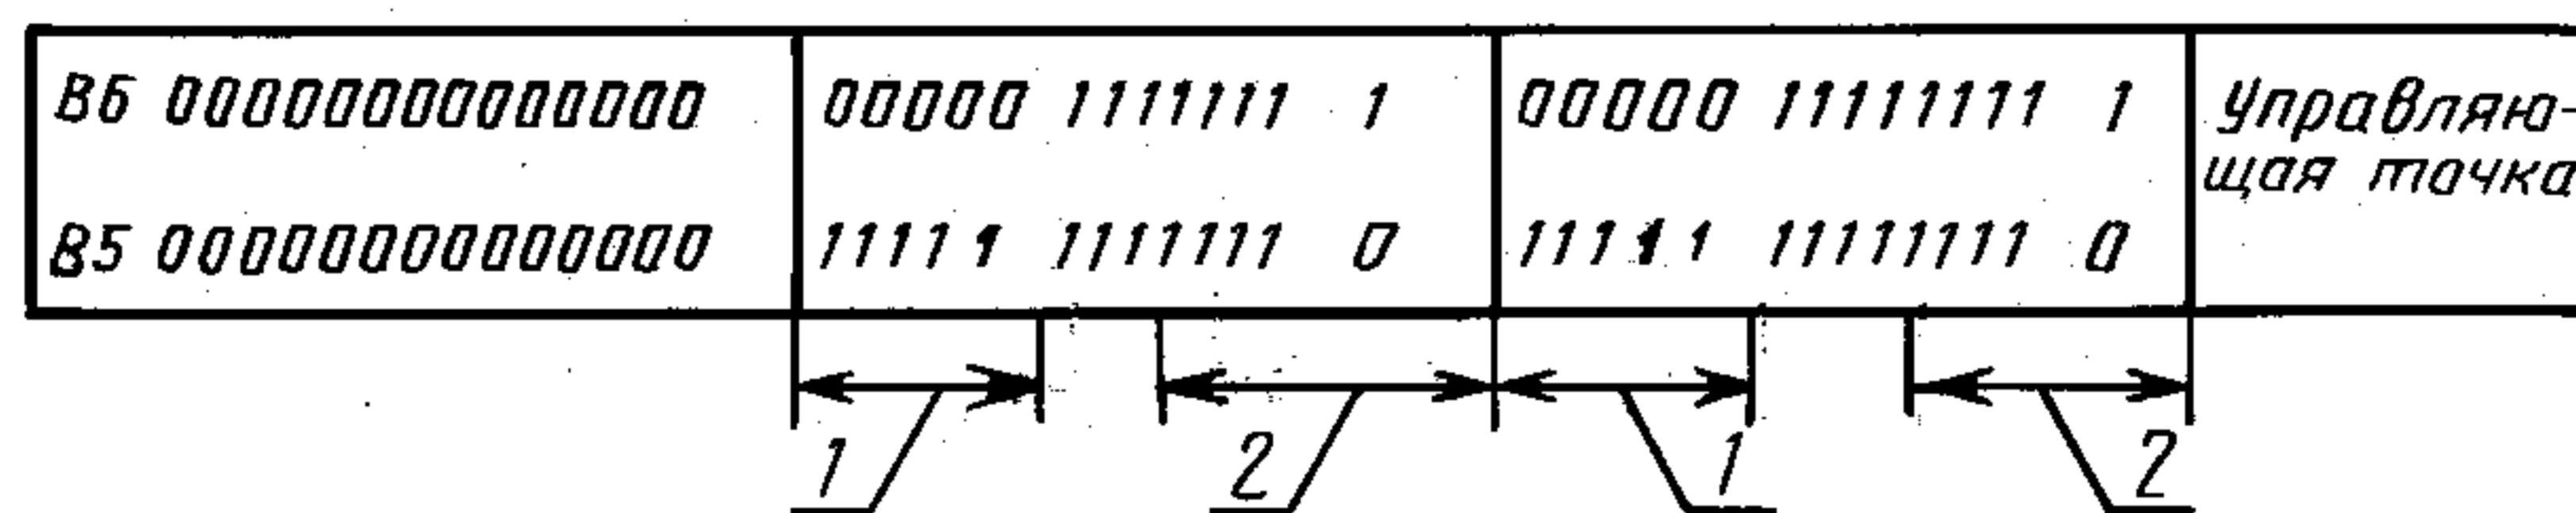 В6 00000000000000 00000 1111111 1 00000 11111111 1 Управляю-
щая точка
В5 00000000000000 11111 1111111 0 11111 11111111 0
1 2 1 2